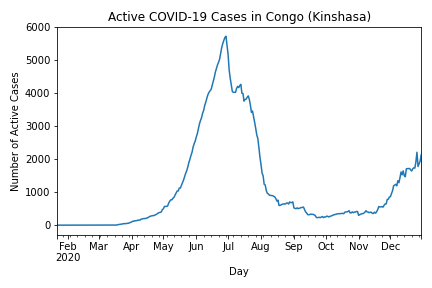 Active COVID-19 Cases in Congo (Kinshasa)
6000
5000
4000
3000
2000
1000
0
Number of Active Cases
Feb Mar Apr May Jun Jul Aug Sep Oct Nov Dec
2020
Day